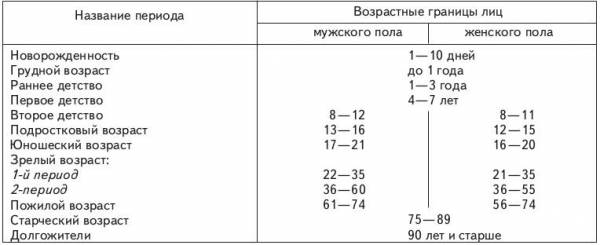 Название периода Возрастные границы лиц
мужского пола женского пола
Новорожденность 1—10 дней
Грудной возраст до 1 года
Раннее детство 1—3 года
Первое детство 4—7 лет
Второе детство 8—12 8—11
Подростковый возраст 13—16 12—15
Юношеский возраст 17—21 16—20
Зрелый возраст:
1-й период 22—35 21—35
2-период 36—60 36—55
Пожилой возраст 61—74 56—74
Старческий возраст 75—89
Долгожители 90 лет и старше